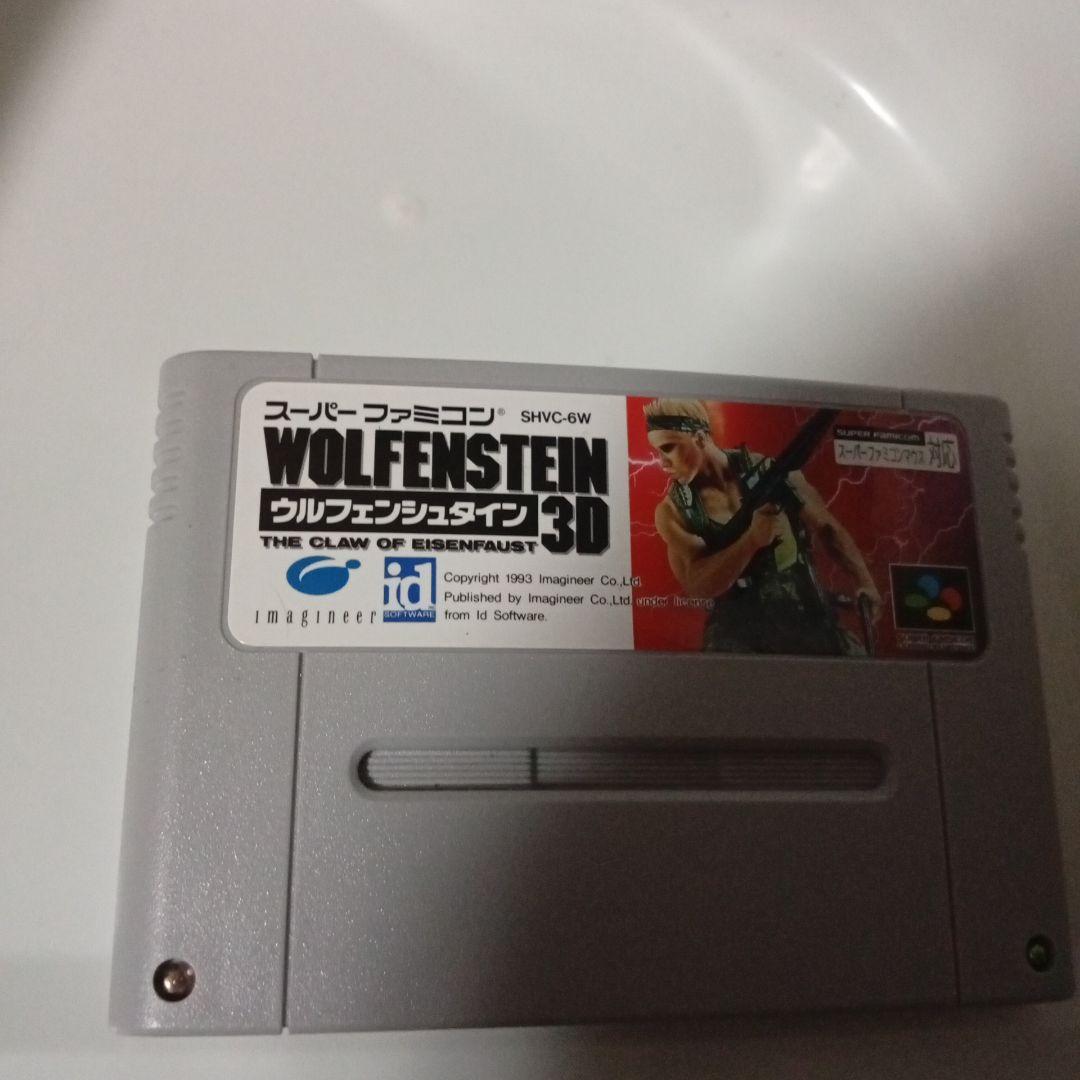 スーパーファミコン® SHVC-6W
WOLFENSTEIN
ウルフェンシュタイン 3D
THE CLAW OF EISENFAUST
imagineer
id
SOFTWARE
Copyright 1993 Imagineer Co.,Ltd.
Published by Imagineer Co.,Ltd. under license
from Id Software.
SUPER FAMICOM
スーパーファミコンマウス 対応